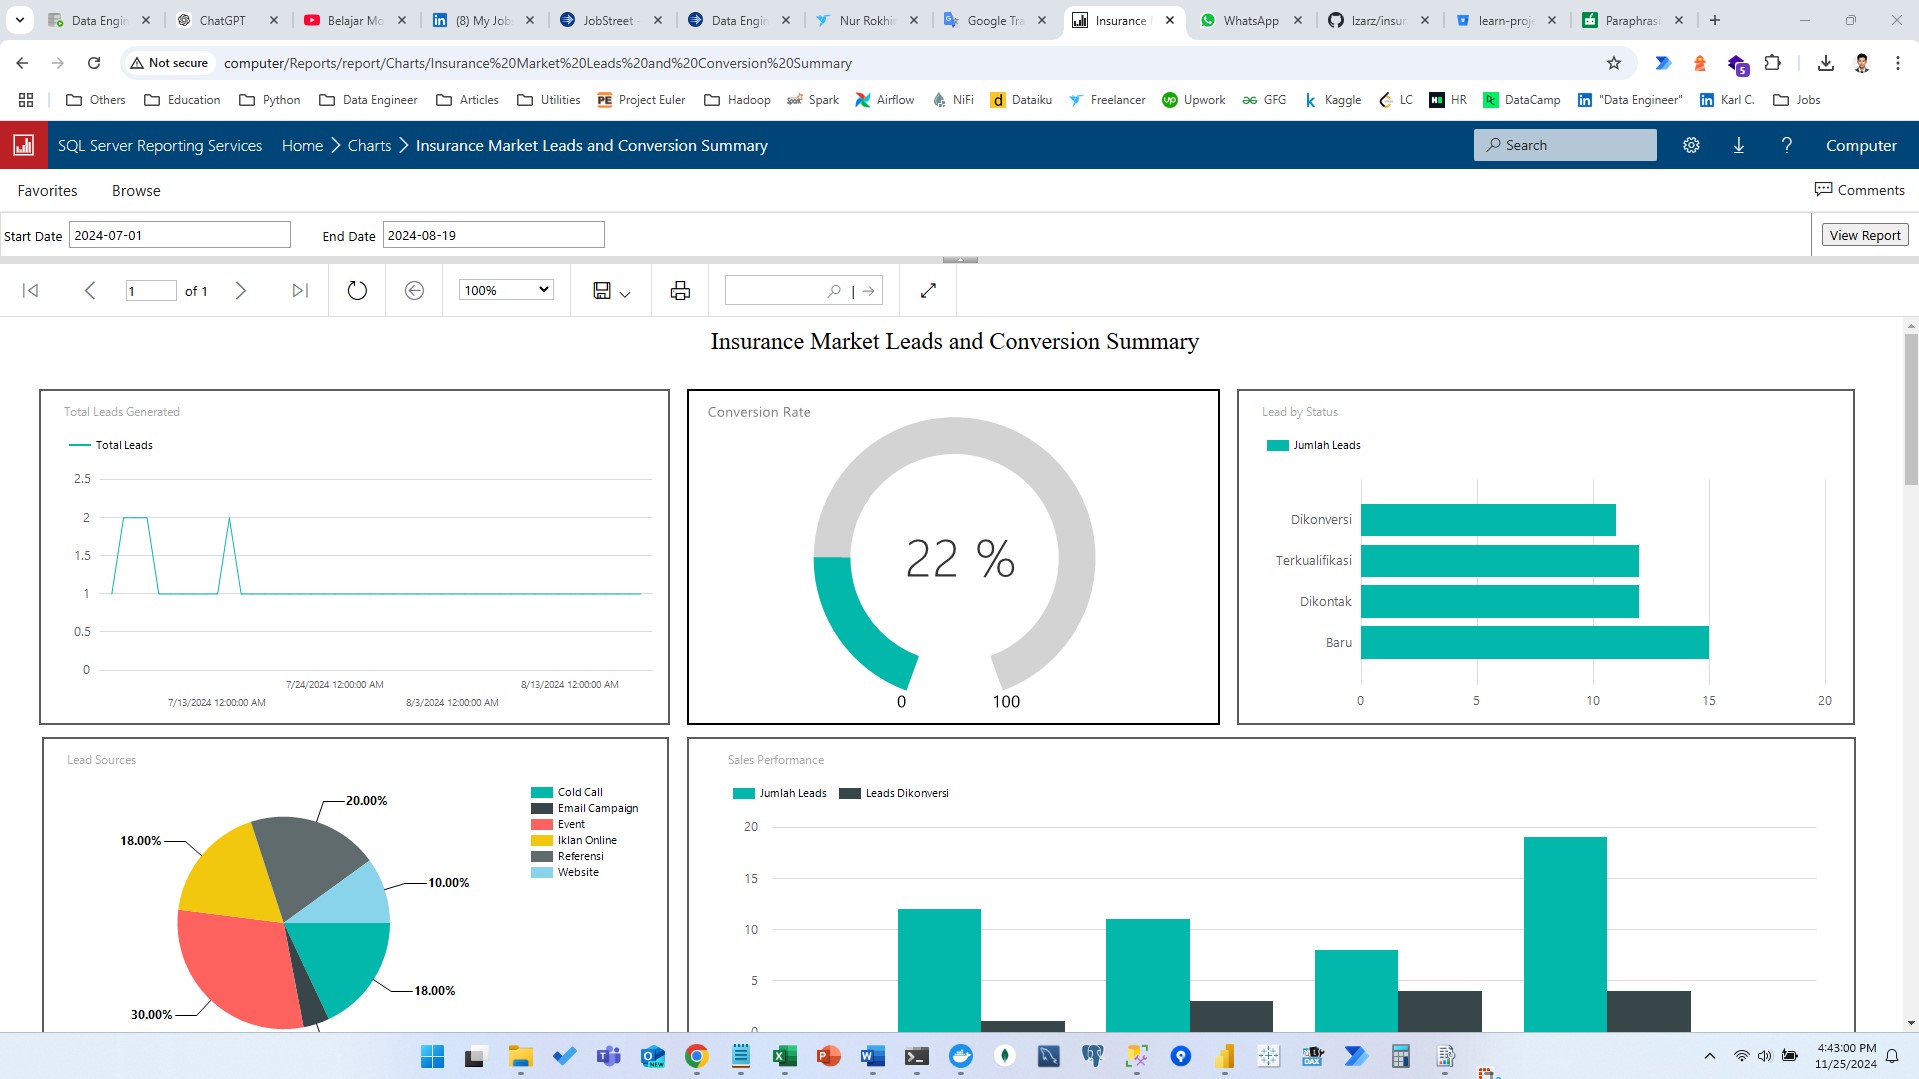 Data Engin
ChatGPT
Belajar Mo
(8) My Job
JobStreet -
Data Engin
Nur Rokhi
Google Tra
Insurance
WhatsApp
Izarz/insur
learn-proje
Paraphrasi
Not secure
computer/Reports/report/Charts/Insurance%20Market%20Leads%20and%20Conversion%20Summary
5
Others
Education
Python
Data Engineer
Articles
Utilities
PE Project Euler
Hadoop
Spark
Airflow
NiFi
Dataiku
Freelancer
Upwork
GFG
Kaggle
LC
HR
DataCamp
"Data Engineer"
Karl C.
Jobs
SQL Server Reporting Services
Home
Charts
Insurance Market Leads and Conversion Summary
Search
Computer
Favorites
Browse
Comments
Start Date
2024-07-01
End Date
2024-08-19
View Report
1
of 1
100%
Insurance Market Leads and Conversion Summary
Total Leads Generated
Total Leads
2.5
2
1.5
1
0.5
0
7/24/2024 12:00:00 AM
8/13/2024 12:00:00 AM
7/13/2024 12:00:00 AM
8/3/2024 12:00:00 AM
Conversion Rate
22 %
0
100
Lead by Status
Jumlah Leads
Dikonversi
Terkualifikasi
Dikontak
Baru
0
5
10
15
20
Lead Sources
Cold Call
Email Campaign
Event
Iklan Online
Referensi
Website
20.00%
18.00%
10.00%
18.00%
30.00%
Sales Performance
Jumlah Leads
Leads Dikonversi
20
15
10
5
0
4:43:00 PM
11/25/2024